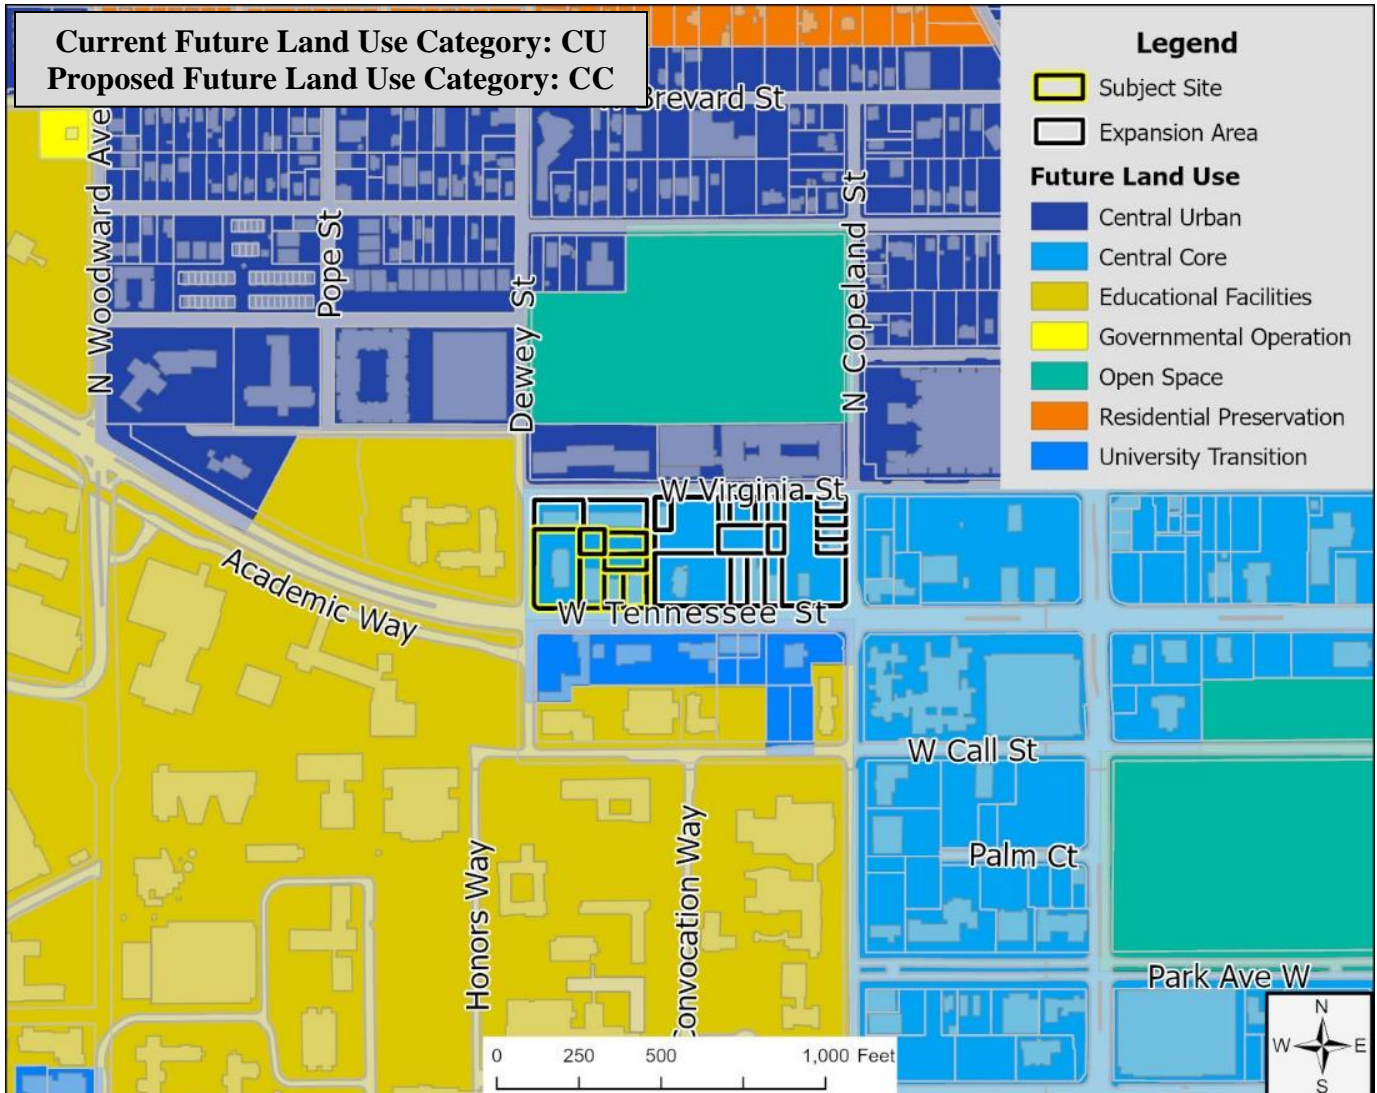 Current Future Land Use Category: CU
Proposed Future Land Use Category: CC
Legend
Subject Site
Expansion Area
Future Land Use
Central Urban
Central Core
Educational Facilities
Governmental Operation
Open Space
Residential Preservation
University Transition
Brevard St
N Woodward Ave
Pope St
Dewey St
N Copeland St
W Virginia St
Academic Way
W Tennessee St
W Call St
Palm Ct
Honors Way
Convocation Way
Park Ave W
0 250 500 1,000 Feet
N
W E
S